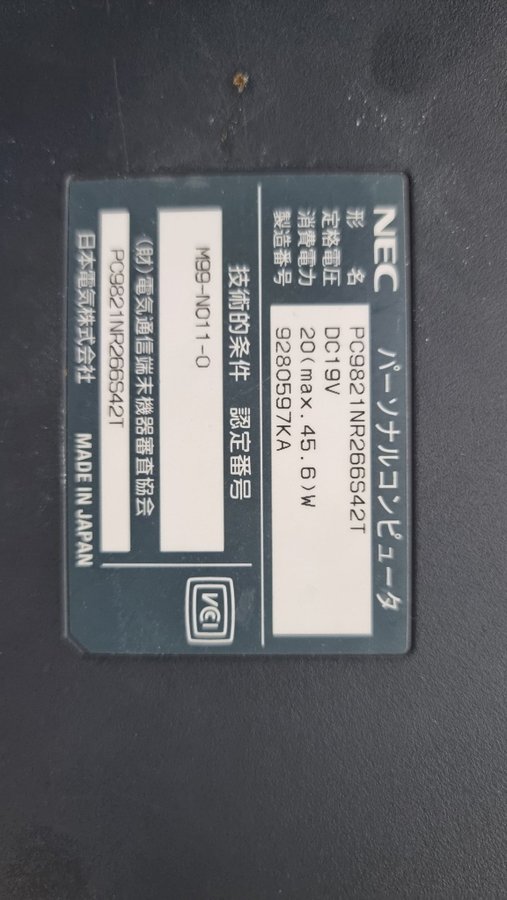 NEC パーソナルコンピュータ
形 名 PC9821NR266S42T
定格電圧 DC19V
消費電力 20(max.45.6)W
製造番号 9280597KA
技術的条件 認定番号
M99-N011-0
(財)電気通信端末機器審査協会
PC9821NR266S42T
日本電気株式会社 MADE IN JAPAN
VCI